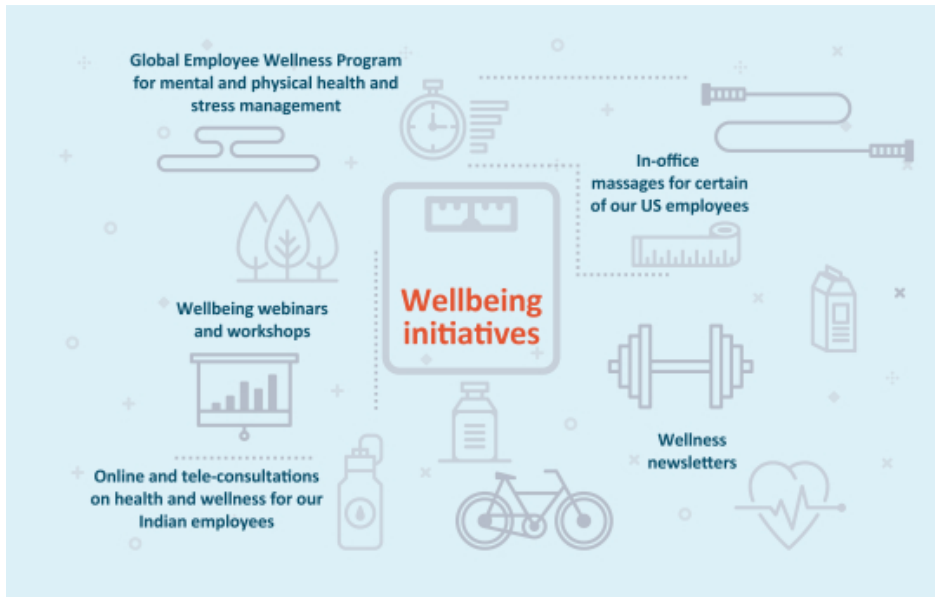 Global Employee Wellness Program
for mental and physical health and
stress management
In-office
massages for certain
of our US employees
Wellbeing
initiatives
Wellbeing webinars
and workshops
Wellness
newsletters
Online and tele-consultations
on health and wellness for our
Indian employees